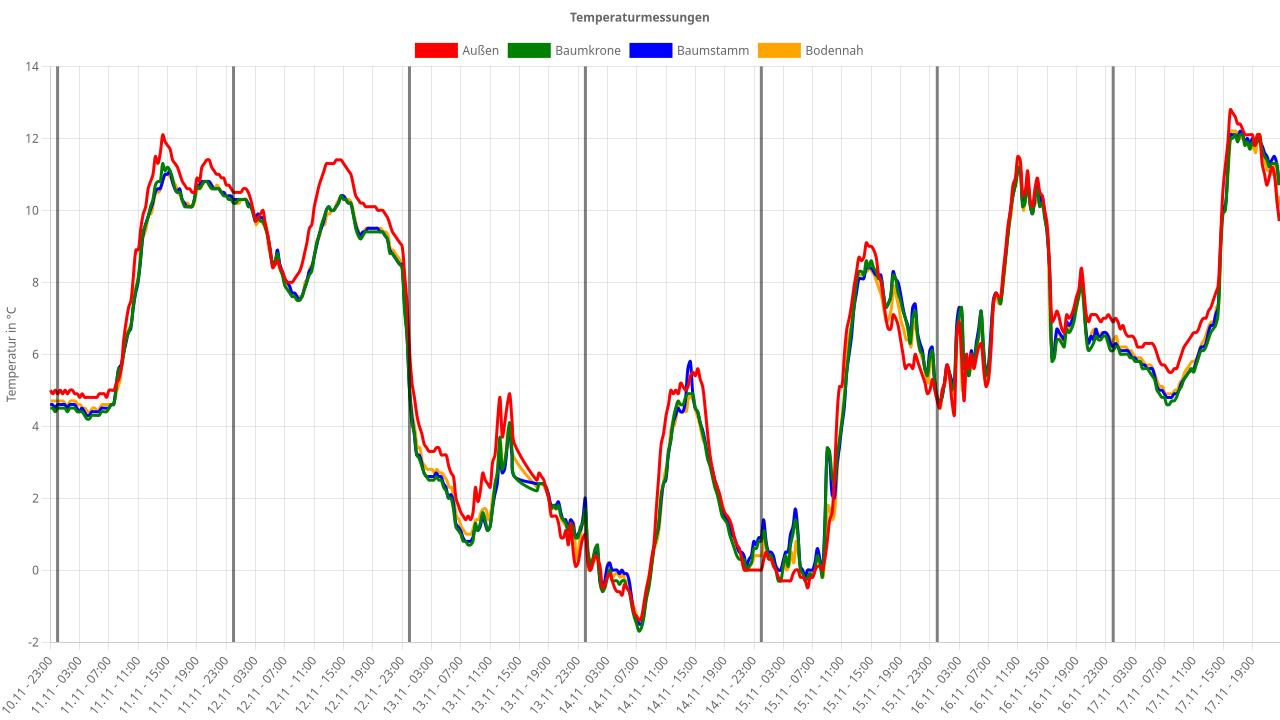 Temperaturmessungen
Außen Baumkrone Baumstamm Bodennah
Temperatur in °C
14
12
10
8
6
4
2
0
-2
10.11 - 23:00
11.11 - 03:00
11.11 - 07:00
11.11 - 11:00
11.11 - 15:00
11.11 - 19:00
11.11 - 23:00
12.11 - 03:00
12.11 - 07:00
12.11 - 11:00
12.11 - 15:00
12.11 - 19:00
12.11 - 23:00
13.11 - 03:00
13.11 - 07:00
13.11 - 11:00
13.11 - 15:00
13.11 - 19:00
13.11 - 23:00
14.11 - 03:00
14.11 - 07:00
14.11 - 11:00
14.11 - 15:00
14.11 - 19:00
14.11 - 23:00
15.11 - 03:00
15.11 - 07:00
15.11 - 11:00
15.11 - 15:00
15.11 - 19:00
15.11 - 23:00
16.11 - 03:00
16.11 - 07:00
16.11 - 11:00
16.11 - 15:00
16.11 - 19:00
16.11 - 23:00
17.11 - 03:00
17.11 - 07:00
17.11 - 11:00
17.11 - 15:00
17.11 - 19:00